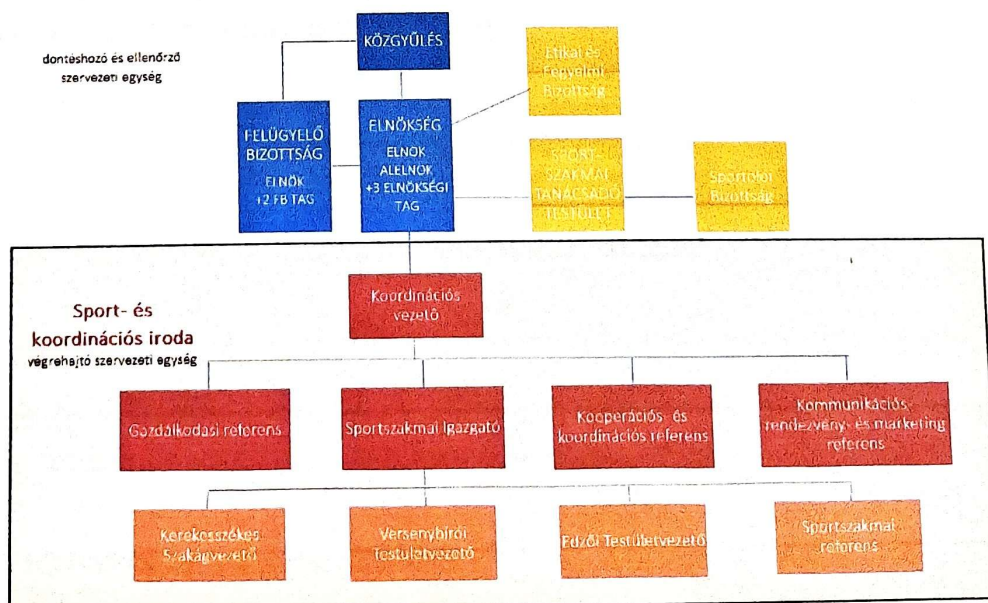 döntéshozó és ellenőrző
szervezeti egység
KÖZGYŰLÉS
Etikai és
Fegyelmi
Bizottság
FELÜGYELŐ
BIZOTTSÁG
ELNÖK
+2 FB TAG
ELNÖKSÉG
ELNÖK
ALELNÖK
+3 ELNÖKSÉGI
TAG
SPORT-
SZAKMAI
TANÁCSADÓ
TESTÜLET
Sportolói
Bizottság
Sport- és
koordinációs iroda
végrehajtó szervezeti egység
Koordinációs
vezető
Gazdálkodási referens
Sportszakmai Igazgató
Kooperációs- és
koordinációs referens
Kommunikációs-
rendezvény- és marketing
referens
Kerekesszékes
Szakágvezető
Versenybírói
Testületvezető
Edzői Testületvezető
Sportszakmai
referens